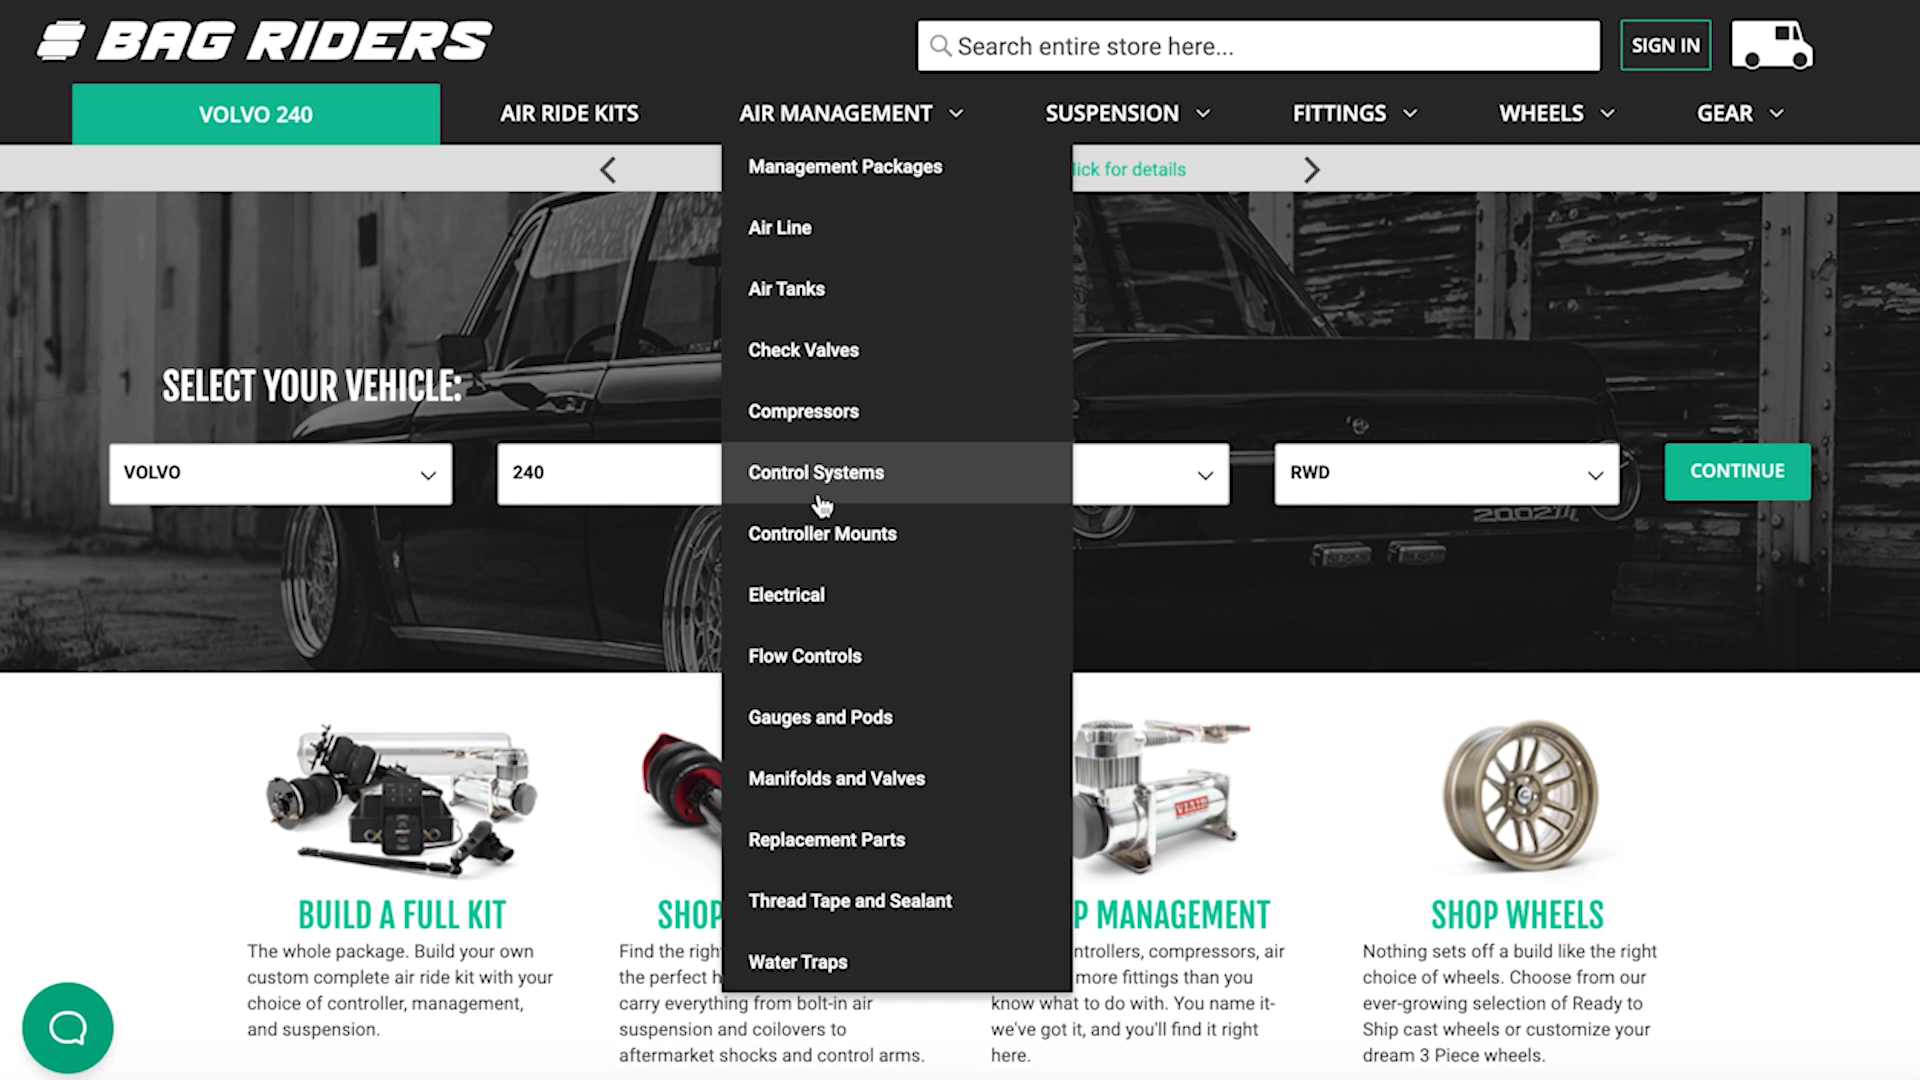 BAG RIDERS
Search entire store here...
SIGN IN
VOLVO 240
AIR RIDE KITS
AIR MANAGEMENT
SUSPENSION
FITTINGS
WHEELS
GEAR
lick for details
Management Packages
Air Line
Air Tanks
Check Valves
Compressors
Control Systems
Controller Mounts
Electrical
Flow Controls
Gauges and Pods
Manifolds and Valves
Replacement Parts
Thread Tape and Sealant
Water Traps
SELECT YOUR VEHICLE:
VOLVO
240
RWD
CONTINUE
VIAIR
BUILD A FULL KIT
The whole package. Build your own
custom complete air ride kit with your
choice of controller, management,
and suspension.
SHOP
Find the righ
the perfect h
carry everything from bolt-in air
suspension and coilovers to
aftermarket shocks and control arms.
P MANAGEMENT
ntrollers, compressors, air
more fittings than you
know what to do with. You name it-
we've got it, and you'll find it right
here.
SHOP WHEELS
Nothing sets off a build like the right
choice of wheels. Choose from our
ever-growing selection of Ready to
Ship cast wheels or customize your
dream 3 Piece wheels.